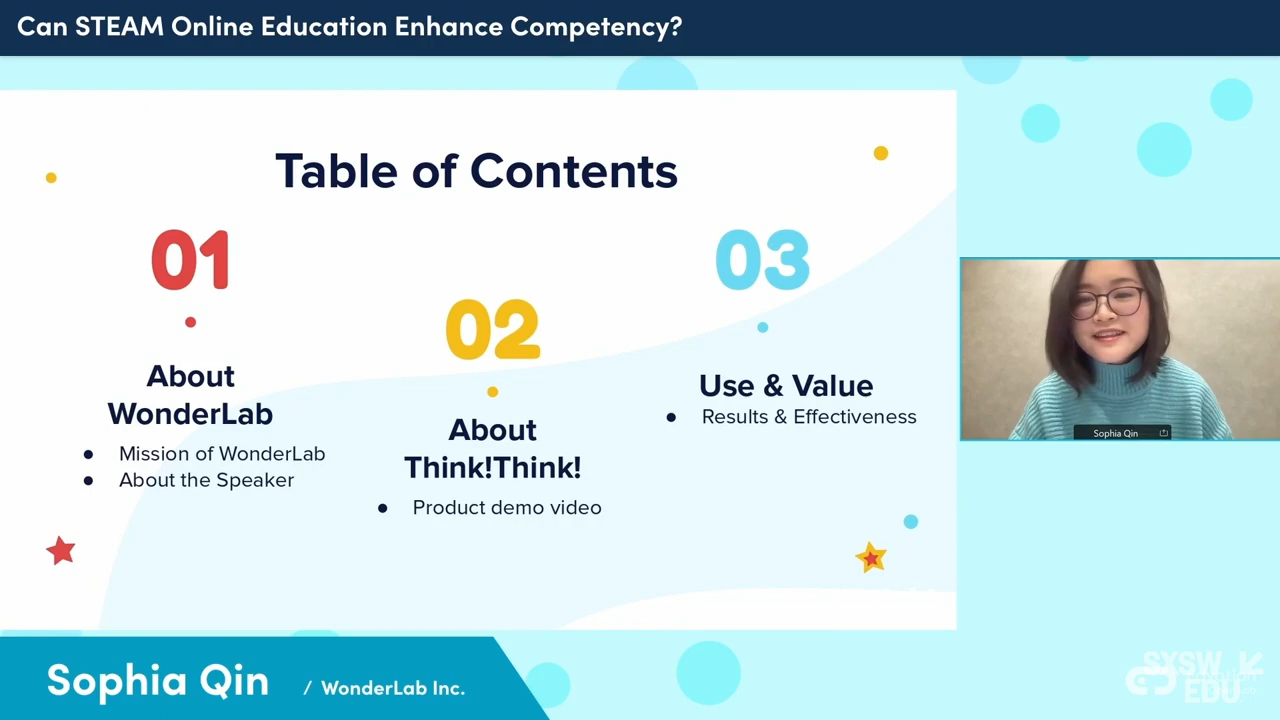 Can STEAM Online Education Enhance Competency?
Table of Contents
01
About
WonderLab
● Mission of WonderLab
● About the Speaker
02
About
Think!Think!
● Product demo video
03
Use & Value
● Results & Effectiveness
Sophia Qin
Sophia Qin / WonderLab Inc.
SXSW
EDU